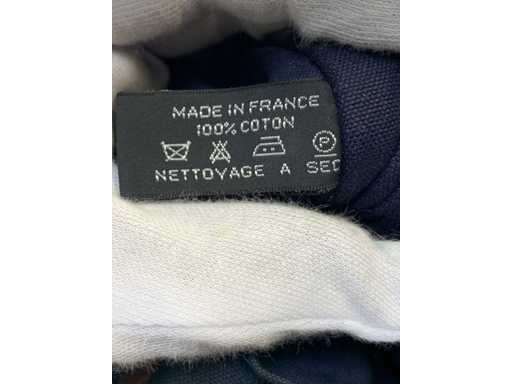 MADE IN FRANCE
100% COTON
P
NETTOYAGE A SEC